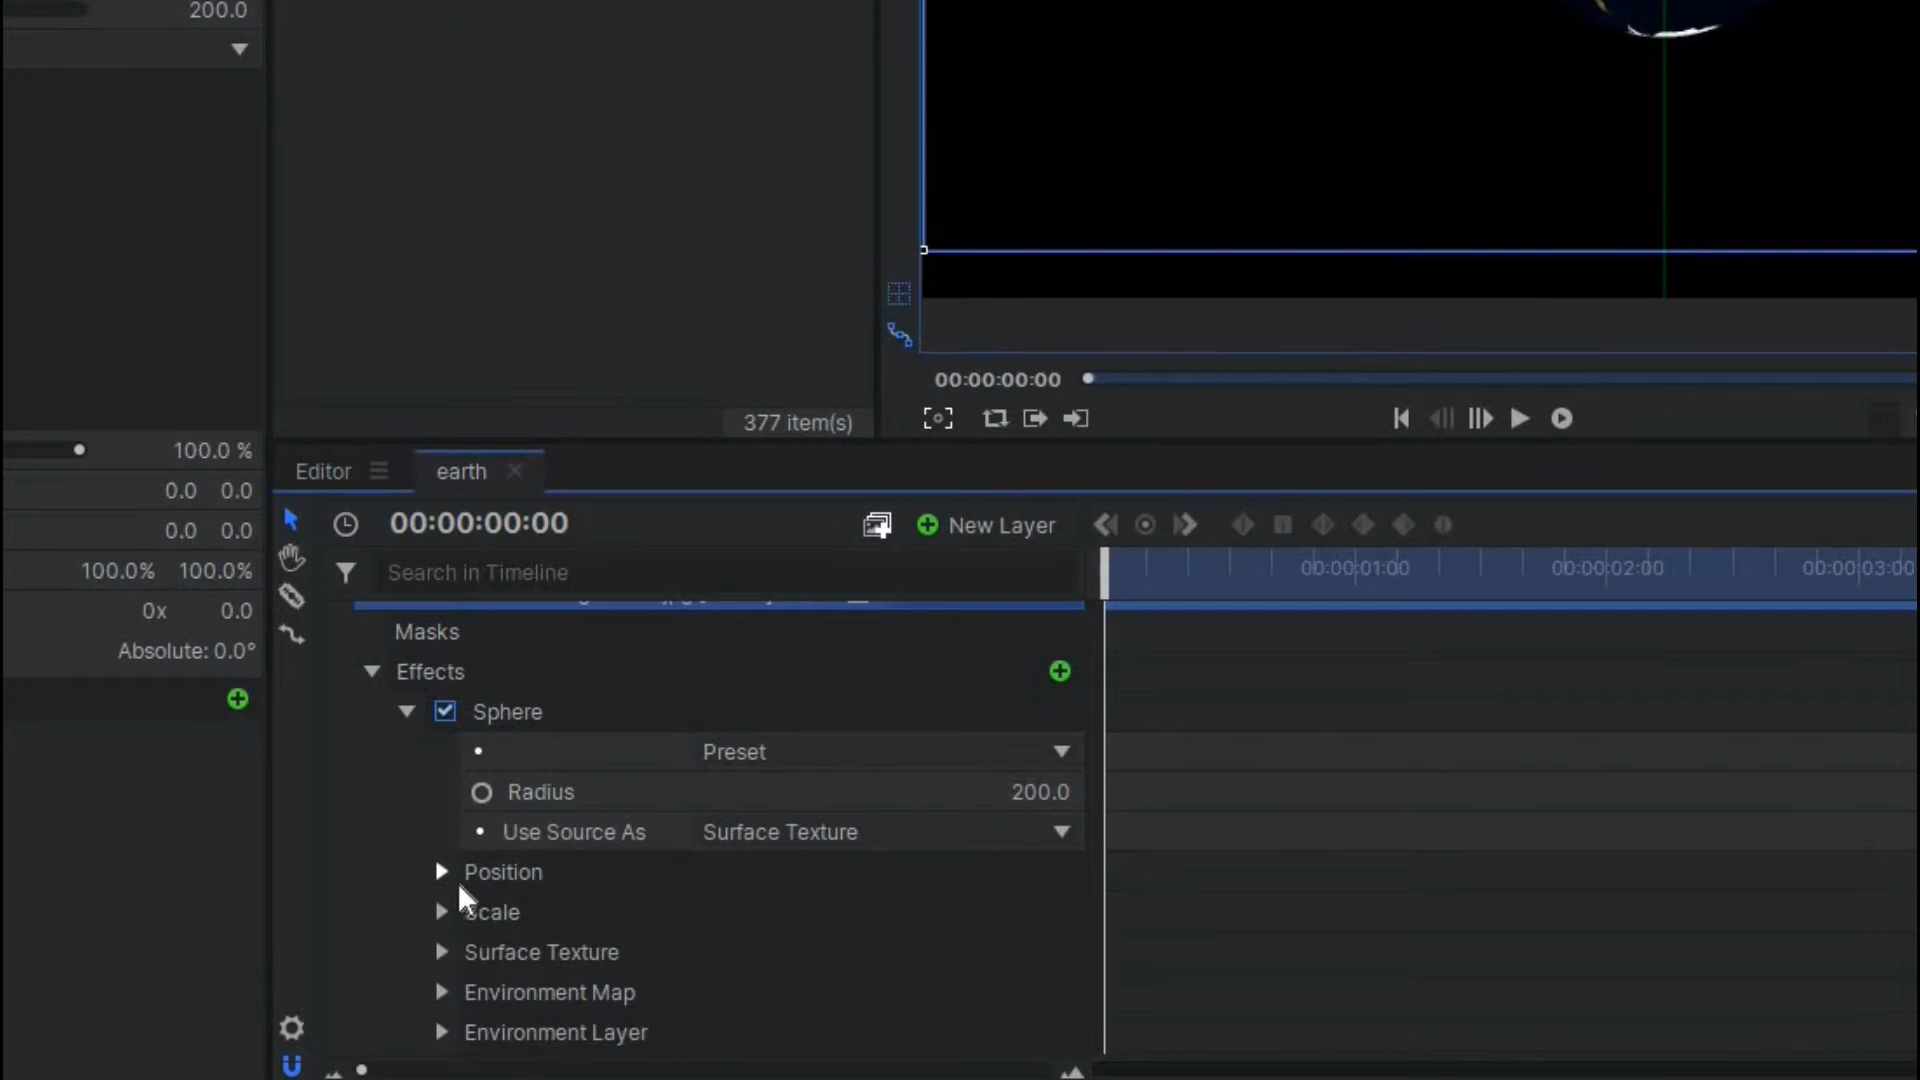 200.0
377 item(s)
00:00:00:00
100.0 %
0.0 0.0
0.0 0.0
100.0% 100.0%
0x 0.0
Absolute: 0.0°
Editor
earth
00:00:00:00
New Layer
Search in Timeline
00:00:01:00
00:00:02:00
00:00:03:00
Masks
Effects
Sphere
Preset
Radius 200.0
Use Source As Surface Texture
Position
Scale
Surface Texture
Environment Map
Environment Layer